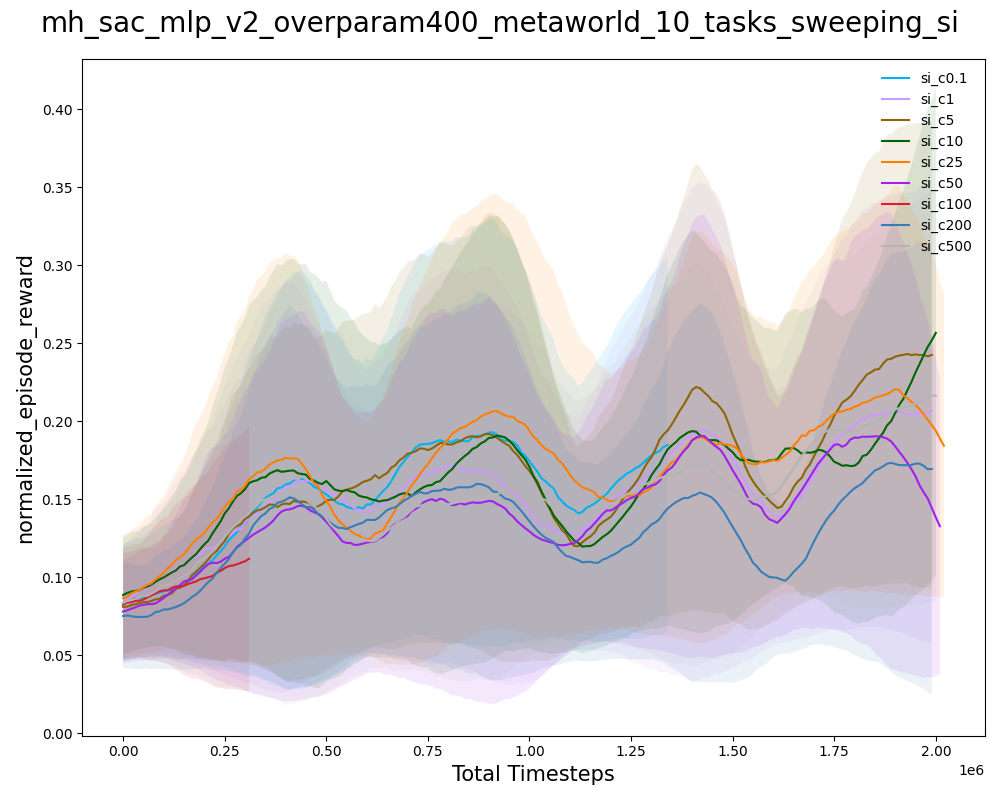 mh_sac_mlp_v2_overparam400_metaworld_10_tasks_sweeping_si
si_c0.1
si_c1
si_c5
si_c10
si_c25
si_c50
si_c100
si_c200
si_c500
normalized_episode_reward
0.40
0.35
0.30
0.25
0.20
0.15
0.10
0.05
0.00
0.00 0.25 0.50 0.75 1.00 1.25 1.50 1.75 2.00
1e6
Total Timesteps